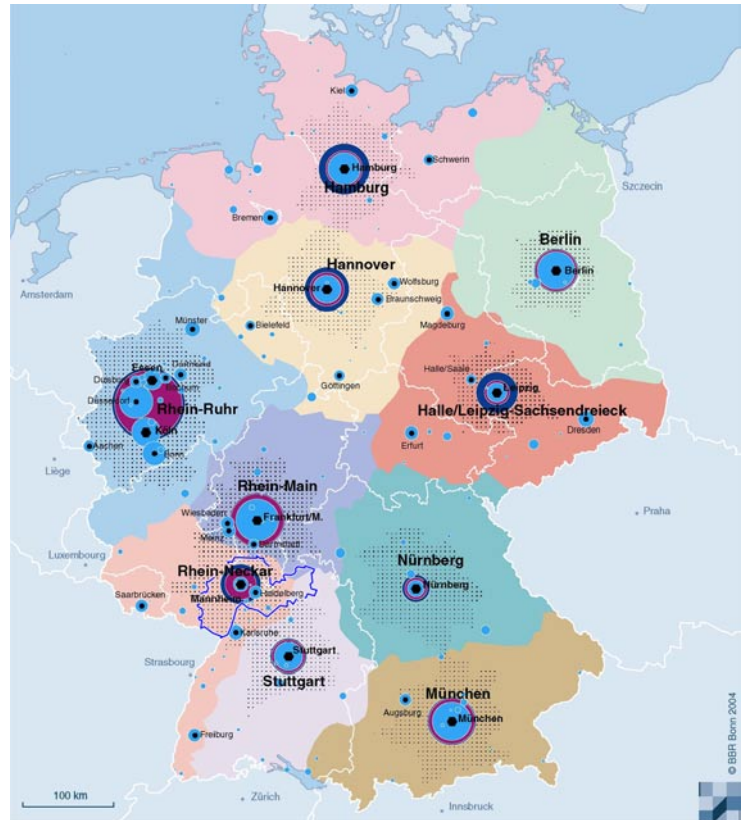 Kiel
Schwerin
Hamburg
Hamburg
Szczecin
Bremen
Berlin
Berlin
Hannover
Hannover
Wolfsburg
Braunschweig
Amsterdam
Magdeburg
Münster
Bielefeld
Essen
Dortmund
Göttingen
Halle/Saale
Leipzig
Düsseldorf
Rhein-Ruhr
Halle/Leipzig-Sachsendreieck
Köln
Dresden
Aachen
Erfurt
Bonn
Liège
Rhein-Main
Praha
Wiesbaden
Frankfurt/M.
Mainz
Darmstadt
Luxembourg
Nürnberg
Rhein-Neckar
Nürnberg
Saarbrücken
Mannheim
Heidelberg
Karlsruhe
Stuttgart
Strasbourg
Stuttgart
München
Augsburg
München
Freiburg
© BBR Bonn 2004
100 km
Zürich
Innsbruck